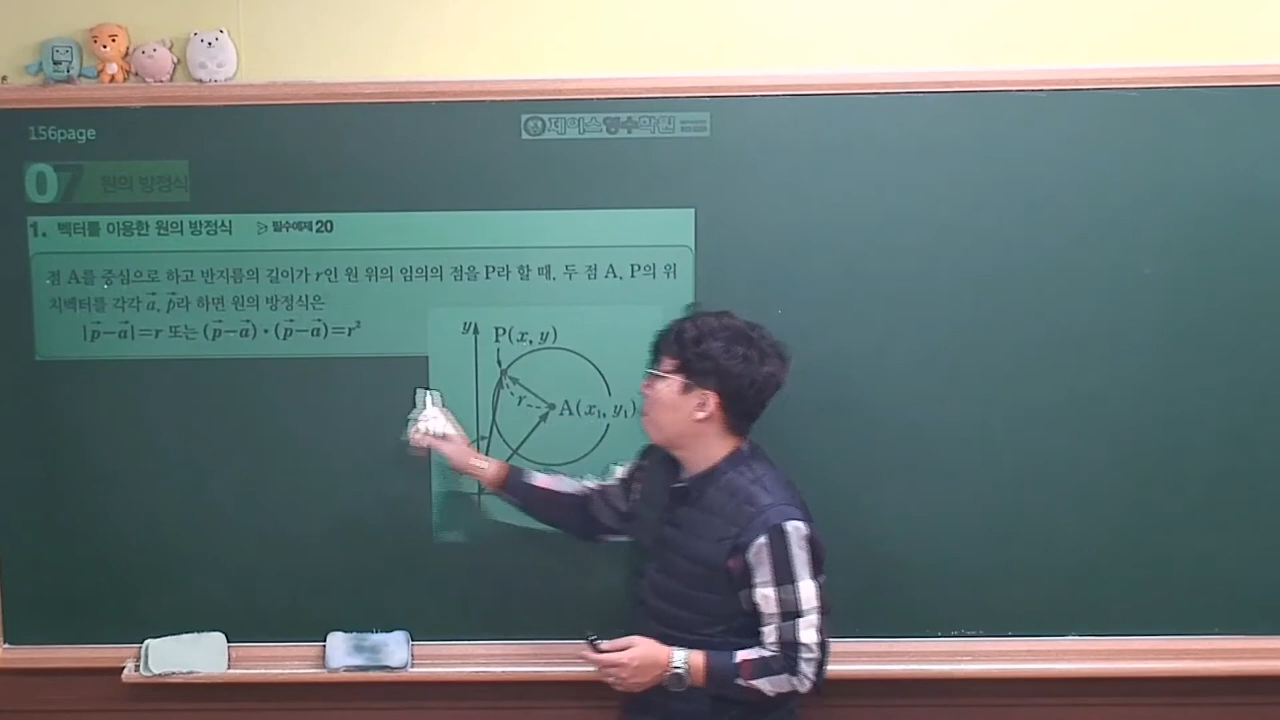 156page
제이스영수학원
07 원의 방정식
1. 벡터를 이용한 원의 방정식 ▷ 필수예제 20
점 A를 중심으로 하고 반지름의 길이가 r인 원 위의 임의의 점을 P라 할 때, 두 점 A, P의 위
치벡터를 각각 a⃗, p⃗라 하면 원의 방정식은
|p⃗−a⃗|=r 또는 (p⃗−a⃗)•(p⃗−a⃗)=r²
y
P(x, y)
r
A(x₁, y₁)